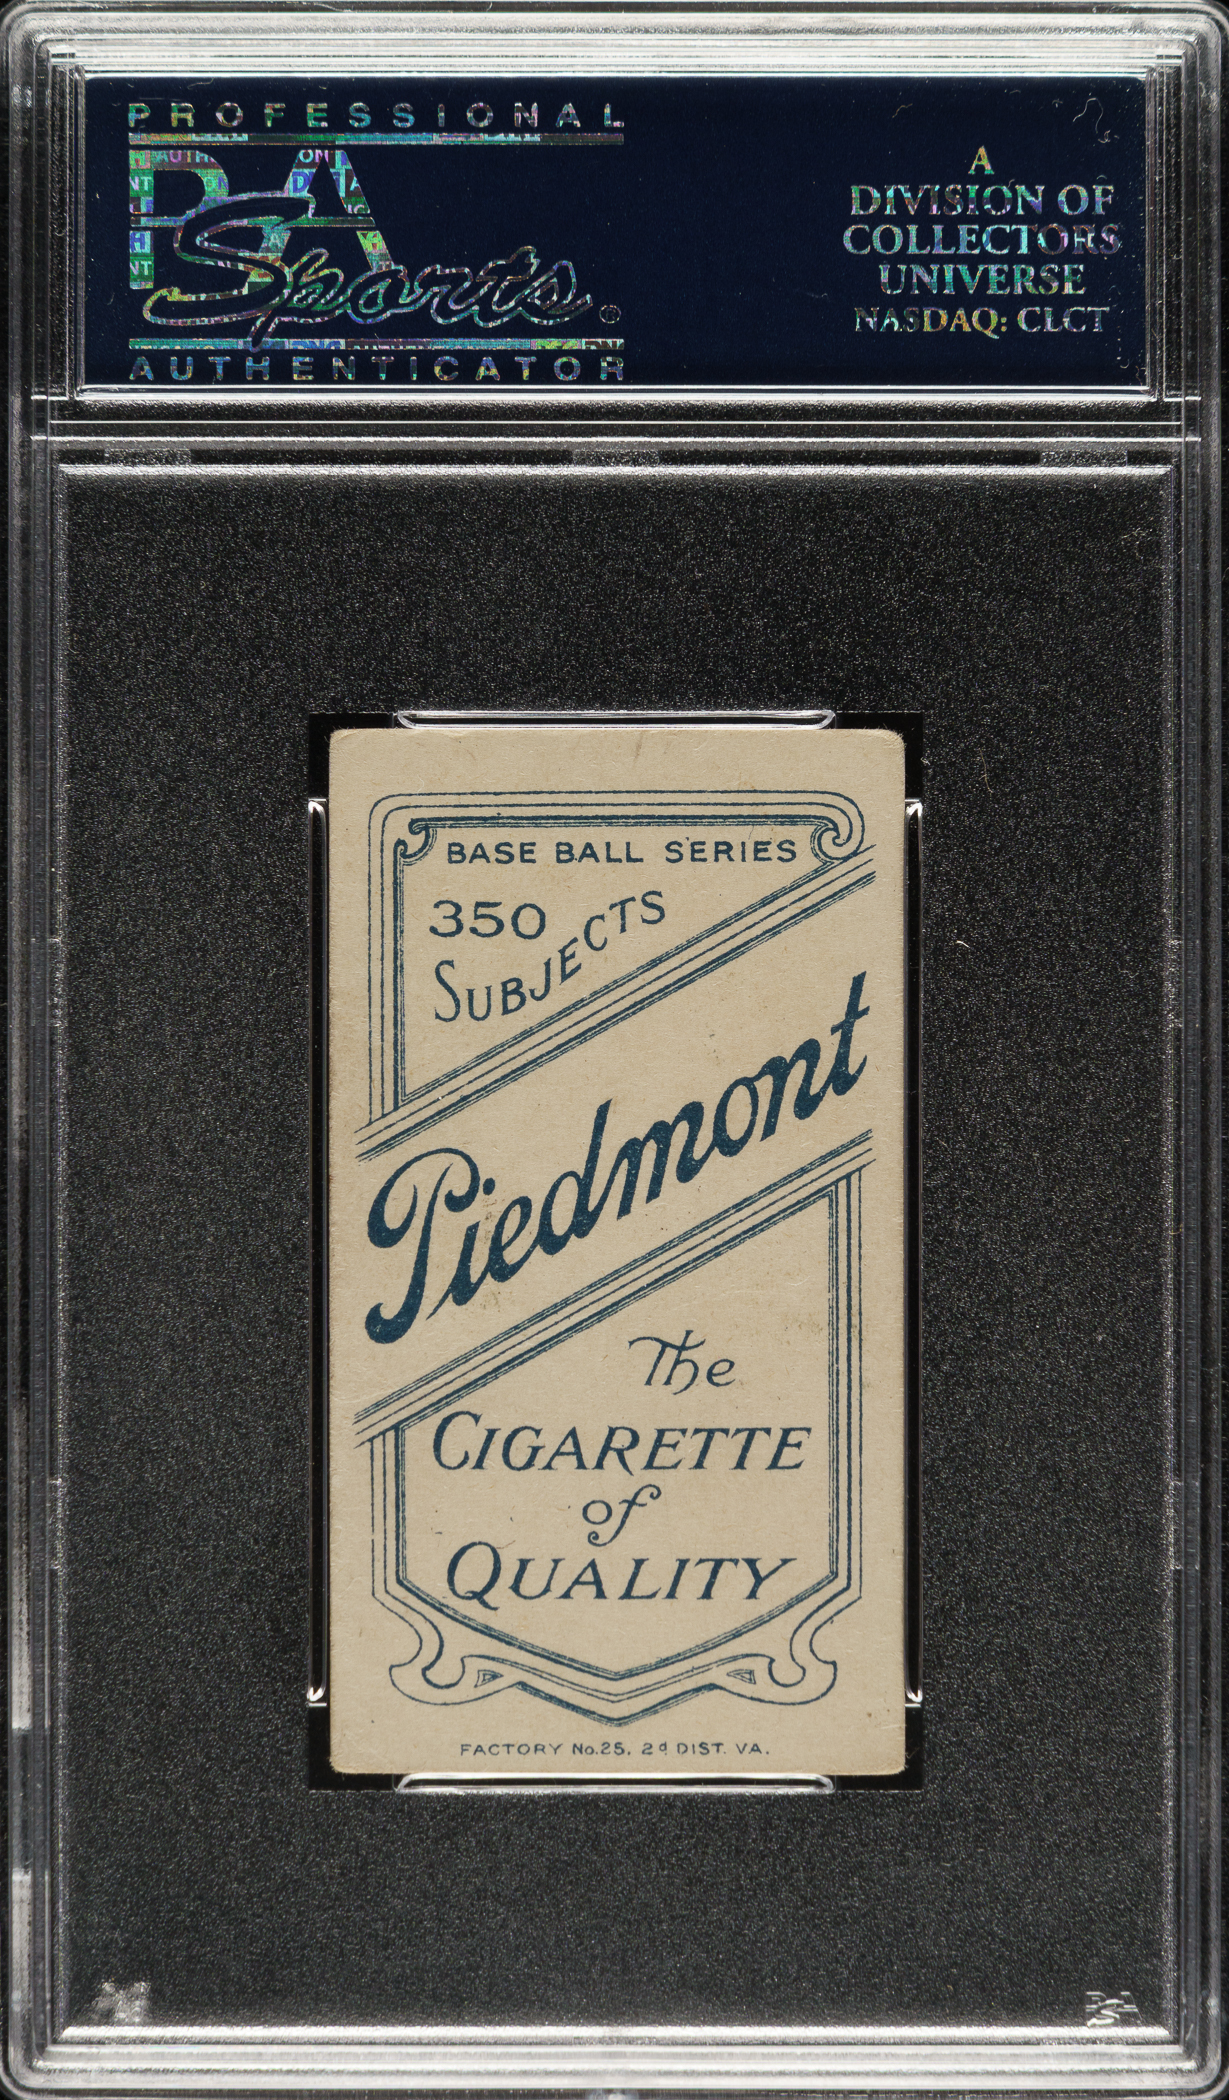 PROFESSIONAL
PSA
Sports®
AUTHENTICATOR
A
DIVISION OF
COLLECTORS
UNIVERSE
NASDAQ: CLCT
BASE BALL SERIES
350
SUBJECTS
Piedmont
The
CIGARETTE
of
QUALITY
FACTORY No.25. 2d DIST. VA.
PSA